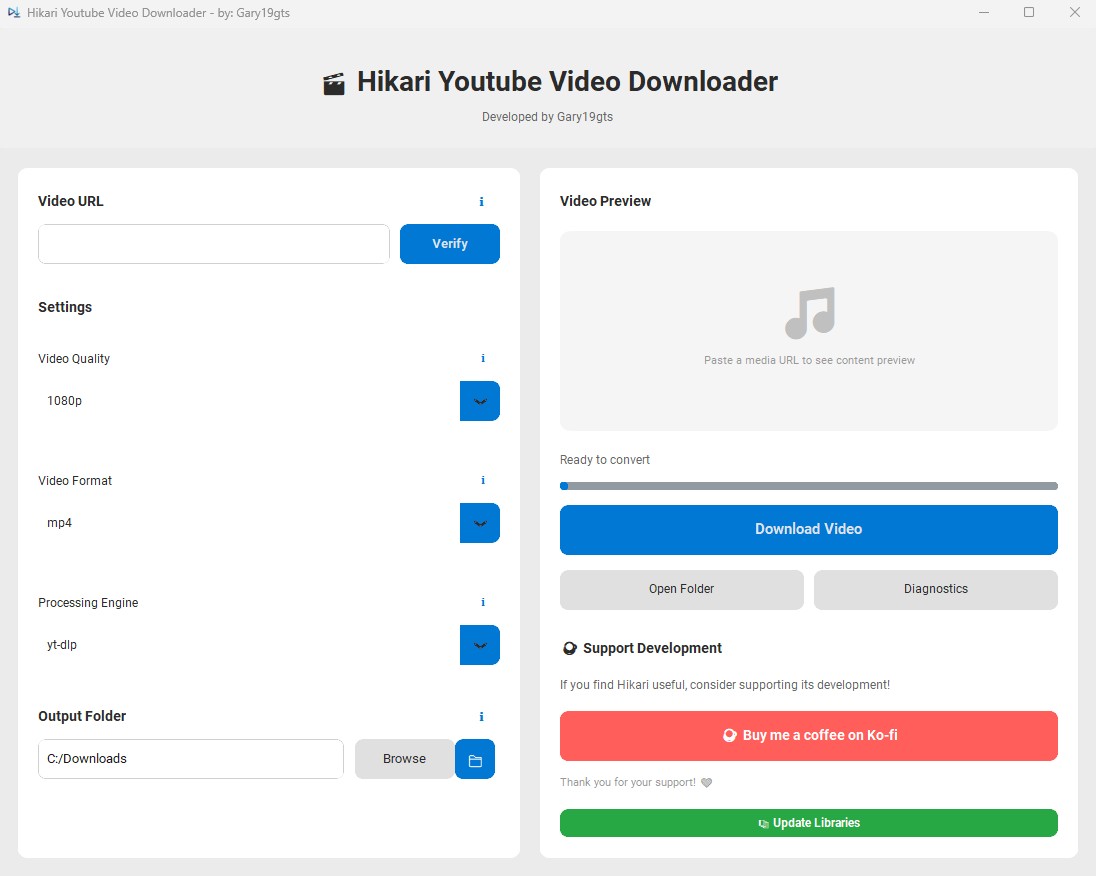 Hikari Youtube Video Downloader - by: Gary19gts
Hikari Youtube Video Downloader
Developed by Gary19gts
Video URL
i
Verify
Settings
Video Quality
i
1080p
Video Format
i
mp4
Processing Engine
i
yt-dlp
Output Folder
i
C:/Downloads
Browse
Video Preview
Paste a media URL to see content preview
Ready to convert
Download Video
Open Folder
Diagnostics
Support Development
If you find Hikari useful, consider supporting its development!
Buy me a coffee on Ko-fi
Thank you for your support!
Update Libraries